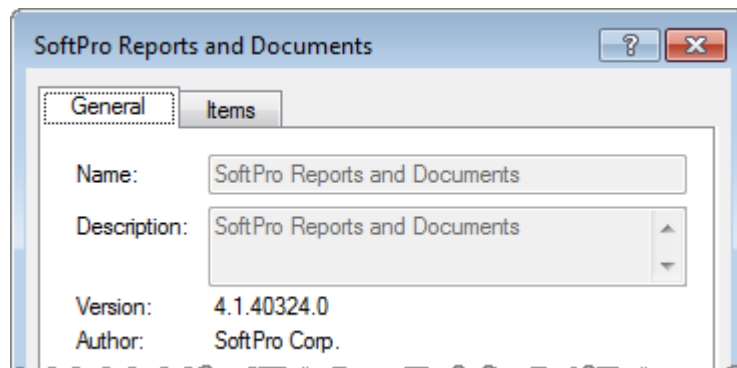 SoftPro Reports and Documents
General Items
Name: SoftPro Reports and Documents
Description: SoftPro Reports and Documents
Version: 4.1.40324.0
Author: SoftPro Corp.